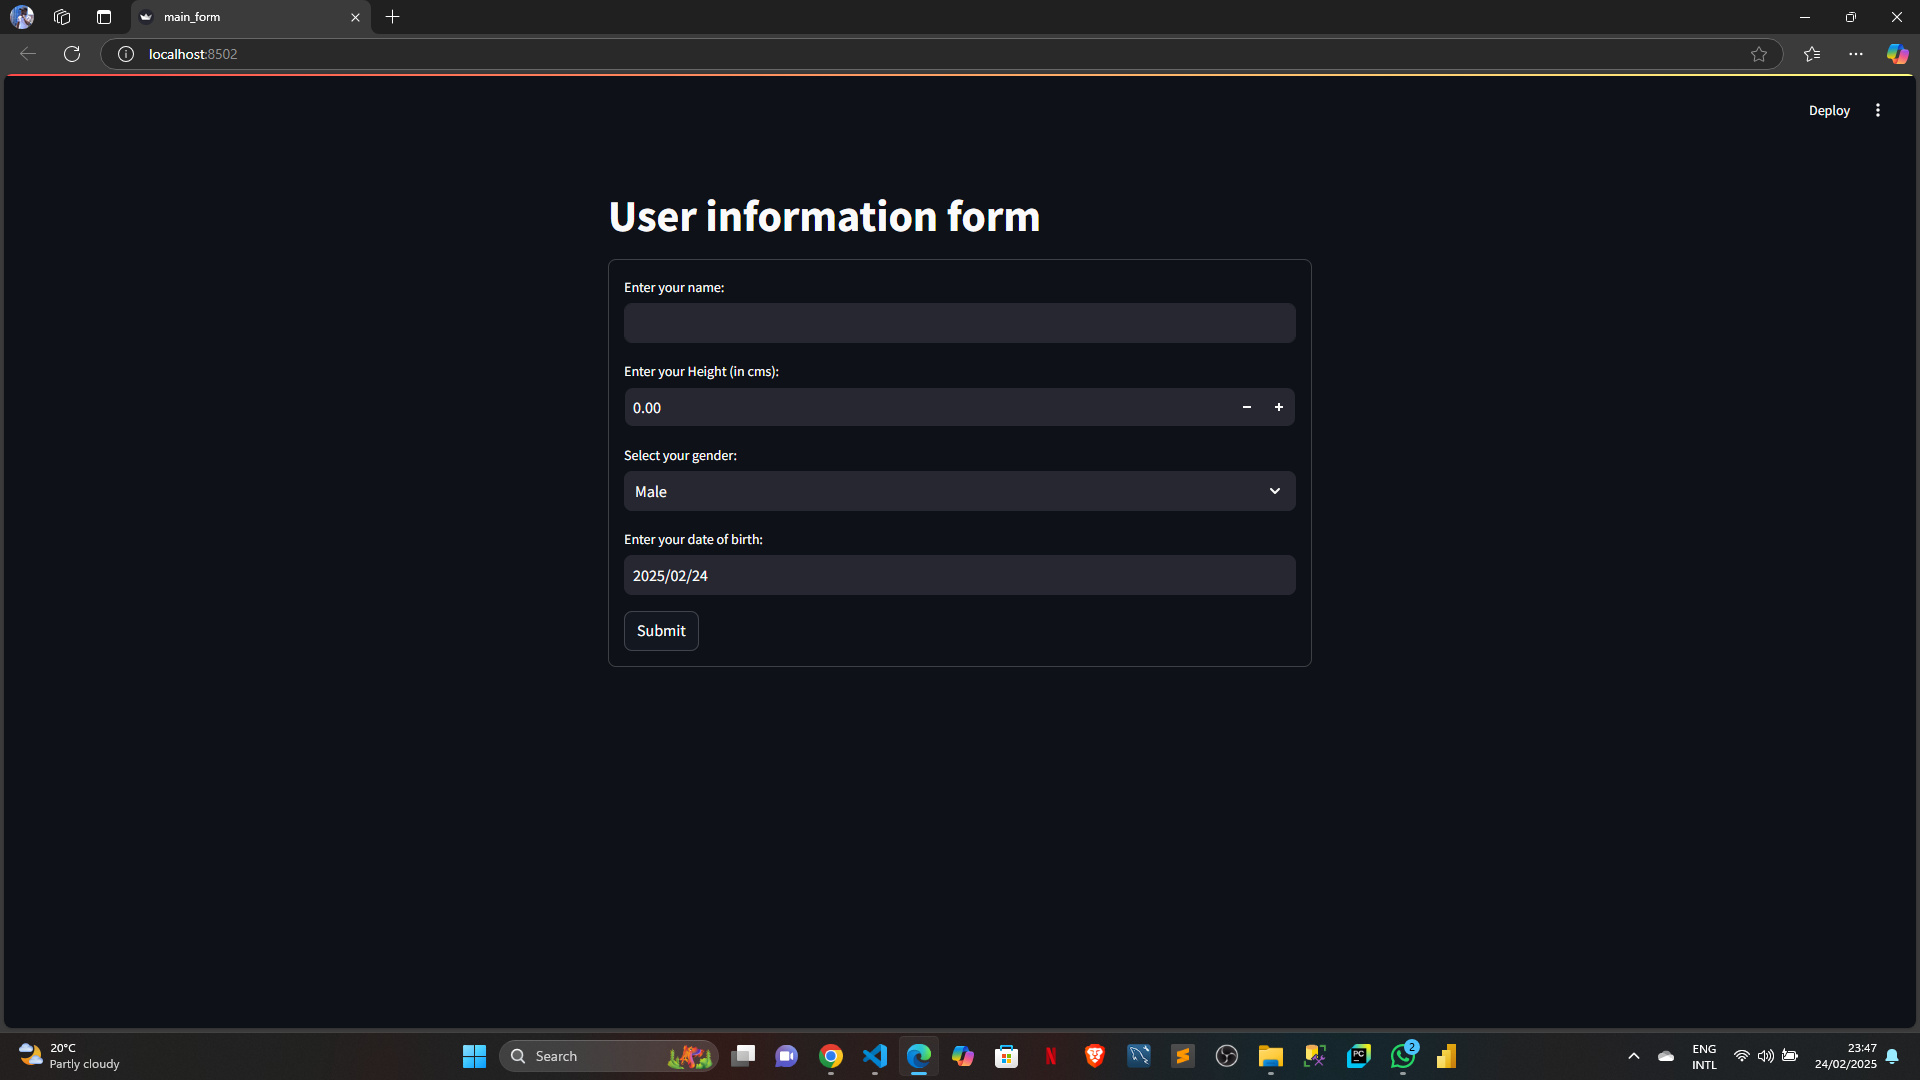 main_form
localhost:8502
Deploy
User information form
Enter your name:
Enter your Height (in cms):
0.00
Select your gender:
Male
Enter your date of birth:
2025/02/24
Submit
20°C
Partly cloudy
Search
N
PC
2
ENG
INTL
23:47
24/02/2025